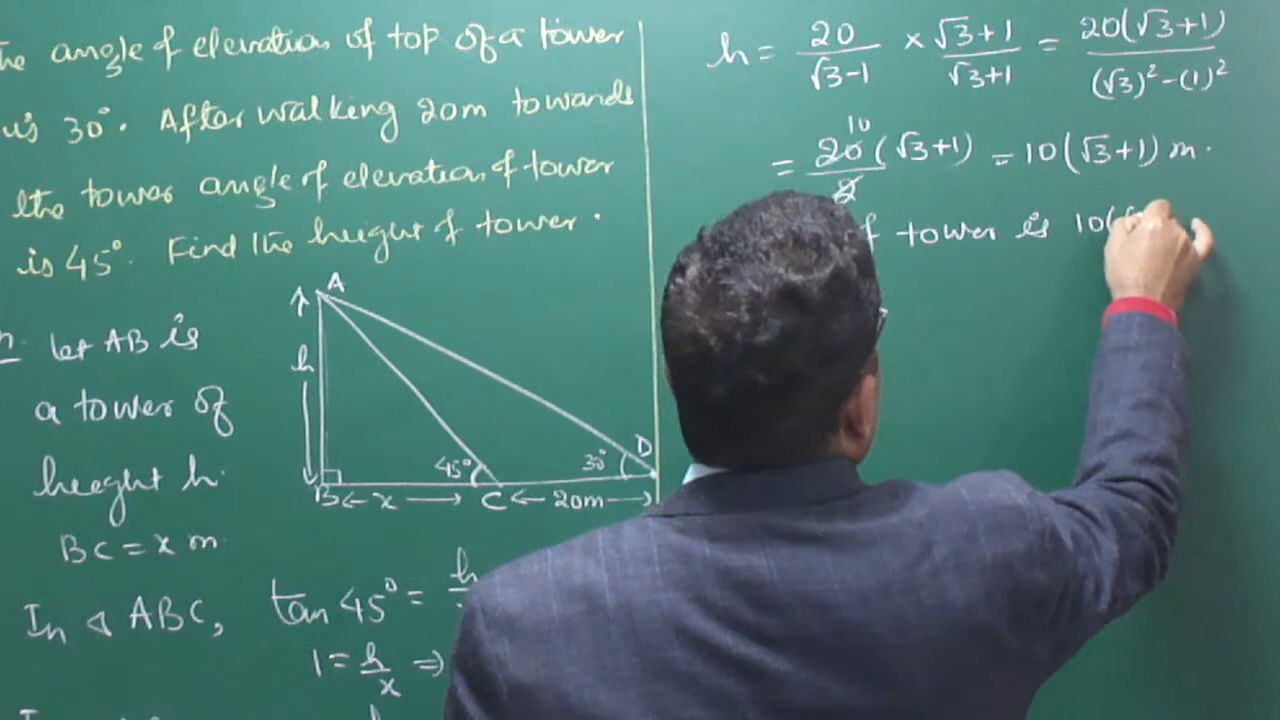 The angle of elevation of top of a tower
is 30°. After walking 20m towards
the tower angle of elevation of tower
is 45°. Find the height of tower.
let AB is
a tower of
height h.
BC = x m
In △ ABC, tan 45° = h
1 = h/x ⇒
A
h
B ← x → C ← 20m → D
45°
30°
h = 20/(√3-1) × (√3+1)/(√3+1) = 20(√3+1)/((√3)²-(1)²)
= 20(√3+1)/2 = 10(√3+1) m.
10
of tower is 10(